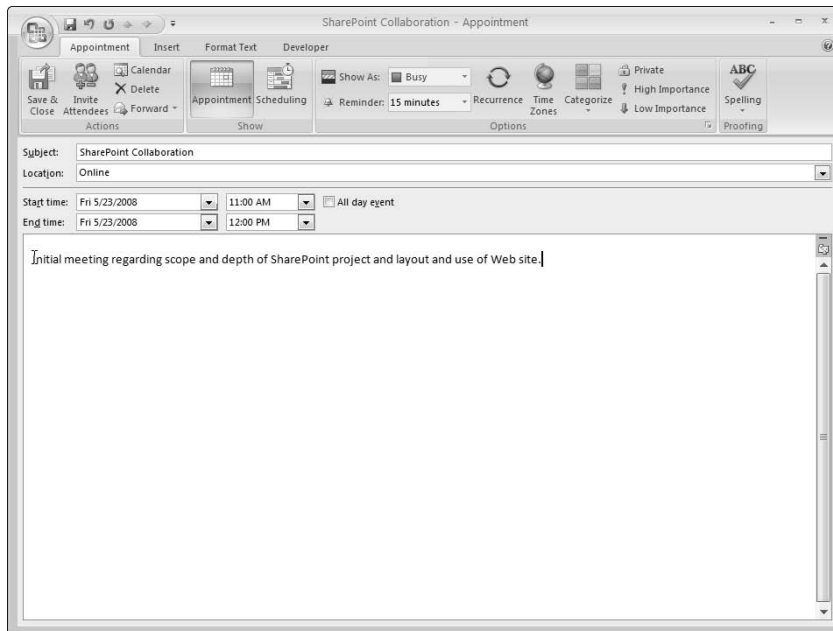 SharePoint Collaboration - Appointment
Appointment Insert Format Text Developer
Save & Close
Invite Attendees
Calendar
Delete
Forward
Actions
Appointment
Scheduling
Show
Show As: Busy
Reminder: 15 minutes
Recurrence
Time Zones
Categorize
Private
High Importance
Low Importance
Options
ABC
Spelling
Proofing
Subject: SharePoint Collaboration
Location: Online
Start time: Fri 5/23/2008 11:00 AM All day event
End time: Fri 5/23/2008 12:00 PM
Initial meeting regarding scope and depth of SharePoint project and layout and use of Web site.